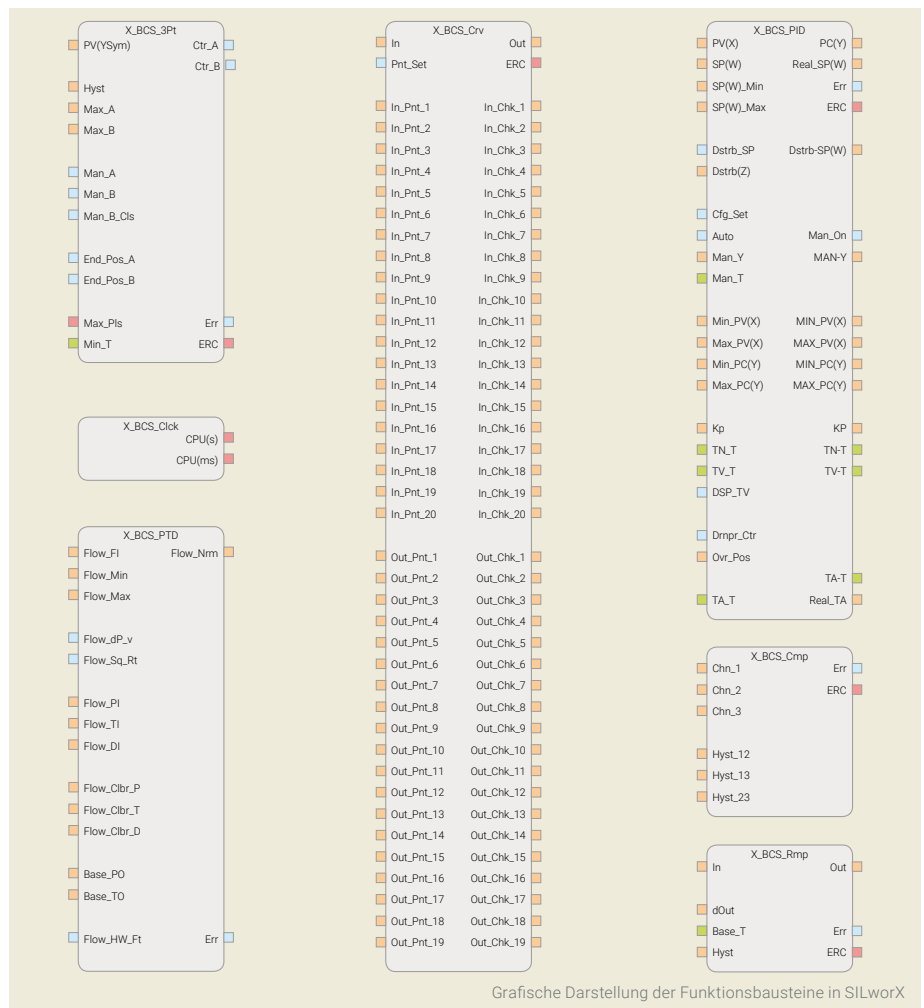 X_BCS_3Pt
PV(YSym) Ctr_A
Ctr_B
Hyst
Max_A
Max_B
Man_A
Man_B
Man_B_Cls
End_Pos_A
End_Pos_B
Max_Pls Err
Min_T ERC
X_BCS_Clck
CPU(s)
CPU(ms)
X_BCS_PTD
Flow_FI Flow_Nrm
Flow_Min
Flow_Max
Flow_dP_v
Flow_Sq_Rt
Flow_PI
Flow_TI
Flow_DI
Flow_Clbr_P
Flow_Clbr_T
Flow_Clbr_D
Base_PO
Base_TO
Flow_HW_Ft Err
X_BCS_Crv
In Out
Pnt_Set ERC
In_Pnt_1 In_Chk_1
In_Pnt_2 In_Chk_2
In_Pnt_3 In_Chk_3
In_Pnt_4 In_Chk_4
In_Pnt_5 In_Chk_5
In_Pnt_6 In_Chk_6
In_Pnt_7 In_Chk_7
In_Pnt_8 In_Chk_8
In_Pnt_9 In_Chk_9
In_Pnt_10 In_Chk_10
In_Pnt_11 In_Chk_11
In_Pnt_12 In_Chk_12
In_Pnt_13 In_Chk_13
In_Pnt_14 In_Chk_14
In_Pnt_15 In_Chk_15
In_Pnt_16 In_Chk_16
In_Pnt_17 In_Chk_17
In_Pnt_18 In_Chk_18
In_Pnt_19 In_Chk_19
In_Pnt_20 In_Chk_20
Out_Pnt_1 Out_Chk_1
Out_Pnt_2 Out_Chk_2
Out_Pnt_3 Out_Chk_3
Out_Pnt_4 Out_Chk_4
Out_Pnt_5 Out_Chk_5
Out_Pnt_6 Out_Chk_6
Out_Pnt_7 Out_Chk_7
Out_Pnt_8 Out_Chk_8
Out_Pnt_9 Out_Chk_9
Out_Pnt_10 Out_Chk_10
Out_Pnt_11 Out_Chk_11
Out_Pnt_12 Out_Chk_12
Out_Pnt_13 Out_Chk_13
Out_Pnt_14 Out_Chk_14
Out_Pnt_15 Out_Chk_15
Out_Pnt_16 Out_Chk_16
Out_Pnt_17 Out_Chk_17
Out_Pnt_18 Out_Chk_18
Out_Pnt_19 Out_Chk_19
X_BCS_PID
PV(X) PC(Y)
SP(W) Real_SP(W)
SP(W)_Min Err
SP(W)_Max ERC
Dstrb_SP Dstrb-SP(W)
Dstrb(Z)
Cfg_Set
Auto Man_On
Man_Y MAN-Y
Man_T
Min_PV(X) MIN_PV(X)
Max_PV(X) MAX_PV(X)
Min_PC(Y) MIN_PC(Y)
Max_PC(Y) MAX_PC(Y)
Kp KP
TN_T TN-T
TV_T TV-T
DSP_TV
Drnpr_Ctr
Ovr_Pos
TA-T
TA_T Real_TA
X_BCS_Cmp
Chn_1 Err
Chn_2 ERC
Chn_3
Hyst_12
Hyst_13
Hyst_23
X_BCS_Rmp
In Out
dOut
Base_T Err
Hyst ERC
Grafische Darstellung der Funktionsbausteine in SILworX